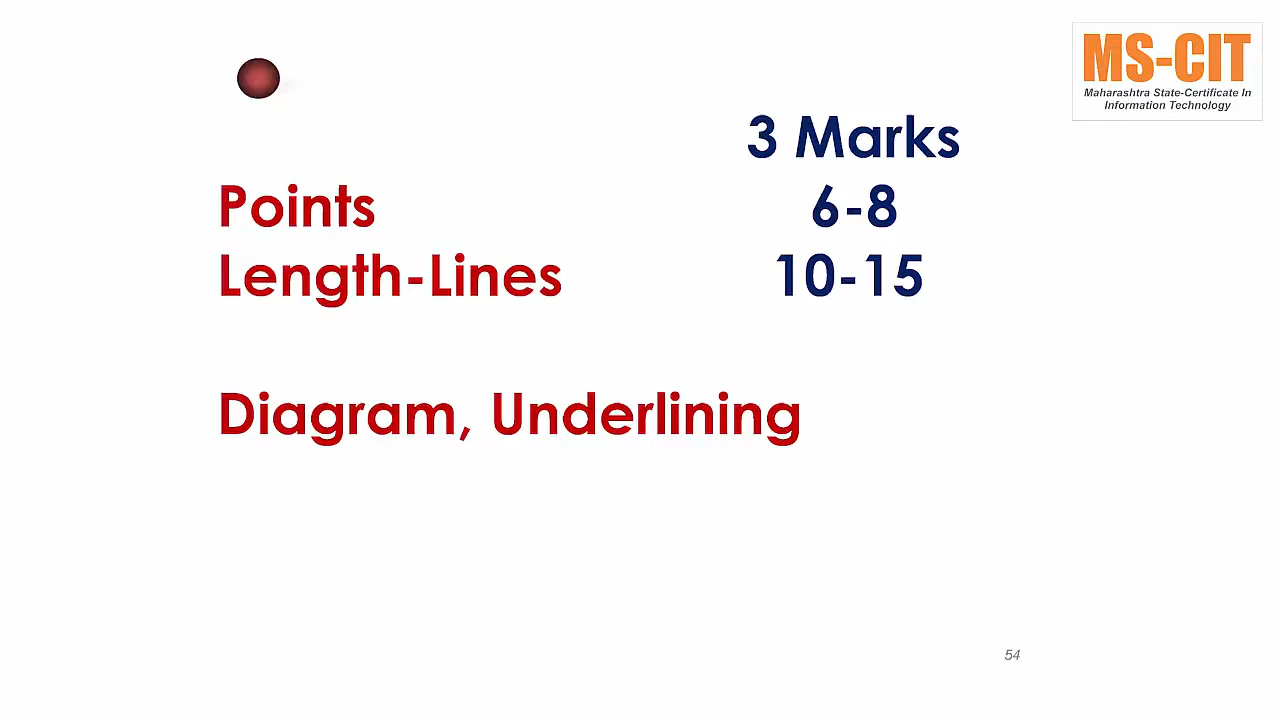 MS-CIT
Maharashtra State-Certificate In
Information Technology
3 Marks
Points 6-8
Length-Lines 10-15
Diagram, Underlining
54